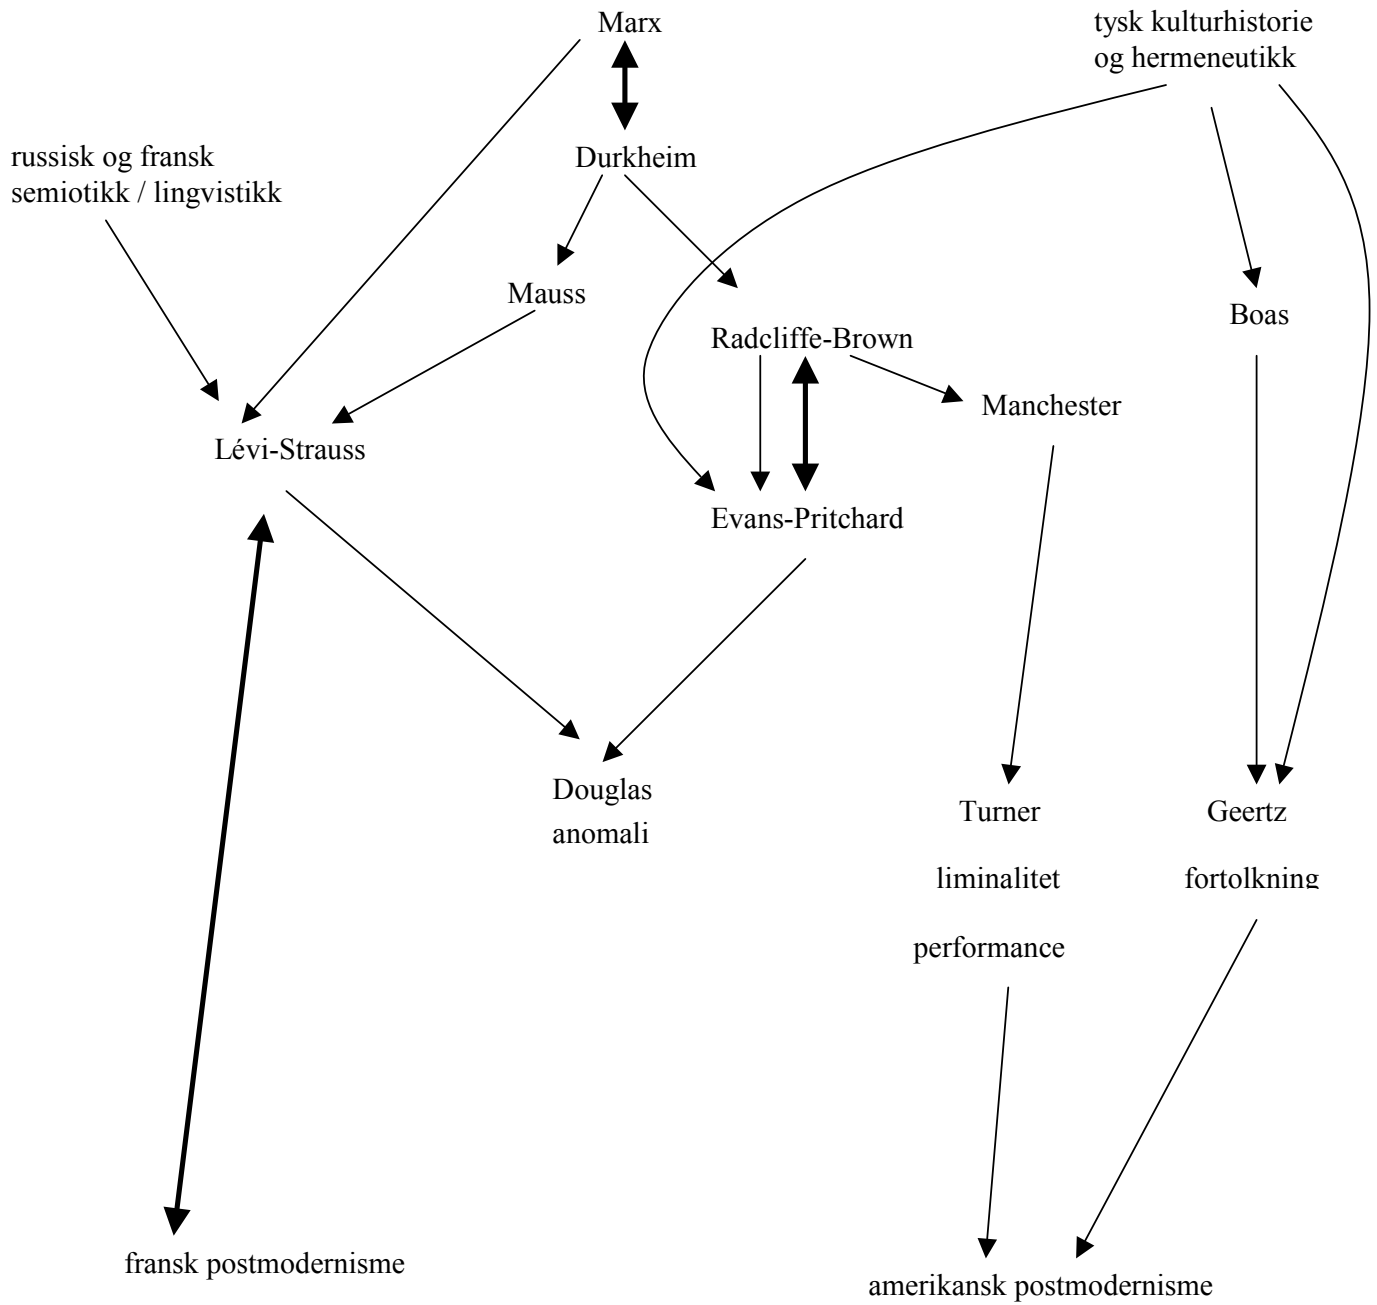 Marx
tysk kulturhistorie
og hermeneutikk
russisk og fransk
semiotikk / lingvistikk
Durkheim
Mauss
Radcliffe-Brown
Boas
Manchester
Lévi-Strauss
Evans-Pritchard
Douglas
anomali
Turner
liminalitet
performance
Geertz
fortolkning
fransk postmodernisme
amerikansk postmodernisme